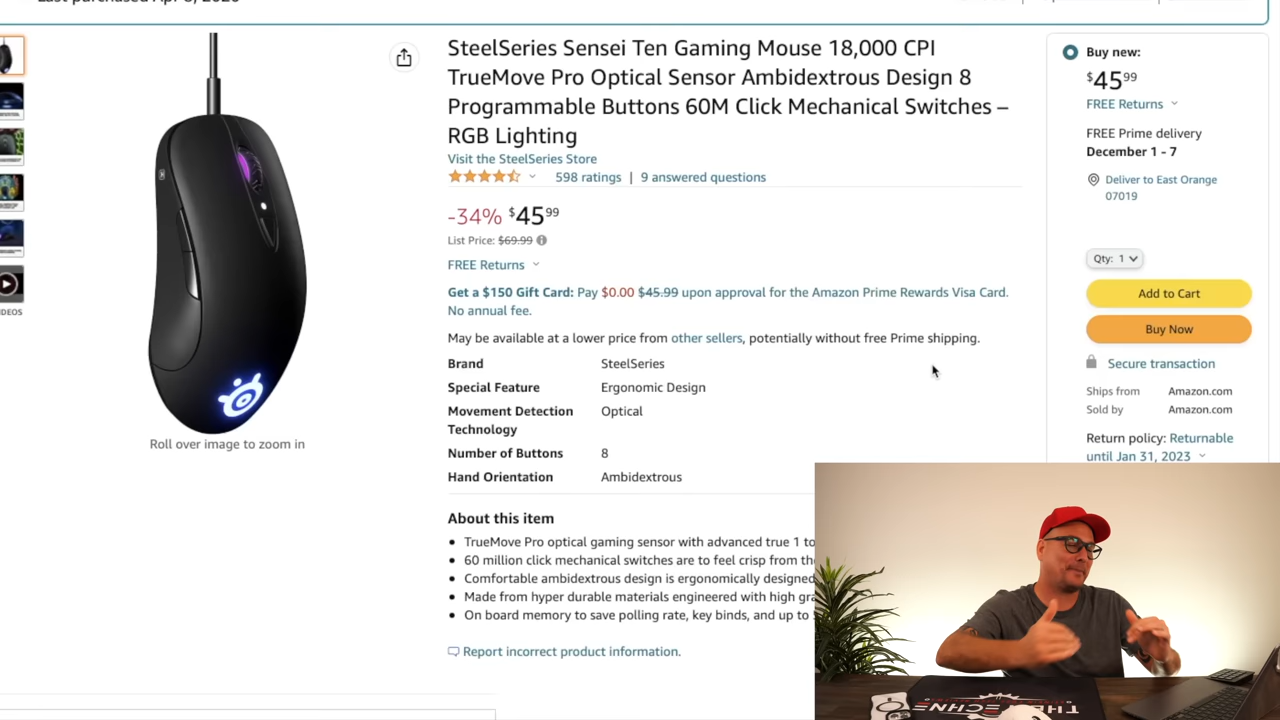 Last purchased Apr 8, 2020
SteelSeries Sensei Ten Gaming Mouse 18,000 CPI
TrueMove Pro Optical Sensor Ambidextrous Design 8
Programmable Buttons 60M Click Mechanical Switches –
RGB Lighting
Visit the SteelSeries Store
598 ratings | 9 answered questions
-34% $45 99
List Price: $69.99
FREE Returns
Get a $150 Gift Card: Pay $0.00 $45.99 upon approval for the Amazon Prime Rewards Visa Card.
No annual fee.
May be available at a lower price from other sellers, potentially without free Prime shipping.
Brand SteelSeries
Special Feature Ergonomic Design
Movement Detection Optical
Technology
Number of Buttons 8
Hand Orientation Ambidextrous
About this item
TrueMove Pro optical gaming sensor with advanced true 1 to
60 million click mechanical switches are to feel crisp from the
Comfortable ambidextrous design is ergonomically designed
Made from hyper durable materials engineered with high gra
On board memory to save polling rate, key binds, and up to
Report incorrect product information.
Roll over image to zoom in
DEOS
Buy new:
$45 99
FREE Returns
FREE Prime delivery
December 1 - 7
Deliver to East Orange
07019
Qty: 1
Add to Cart
Buy Now
Secure transaction
Ships from Amazon.com
Sold by Amazon.com
Return policy: Returnable
until Jan 31, 2023